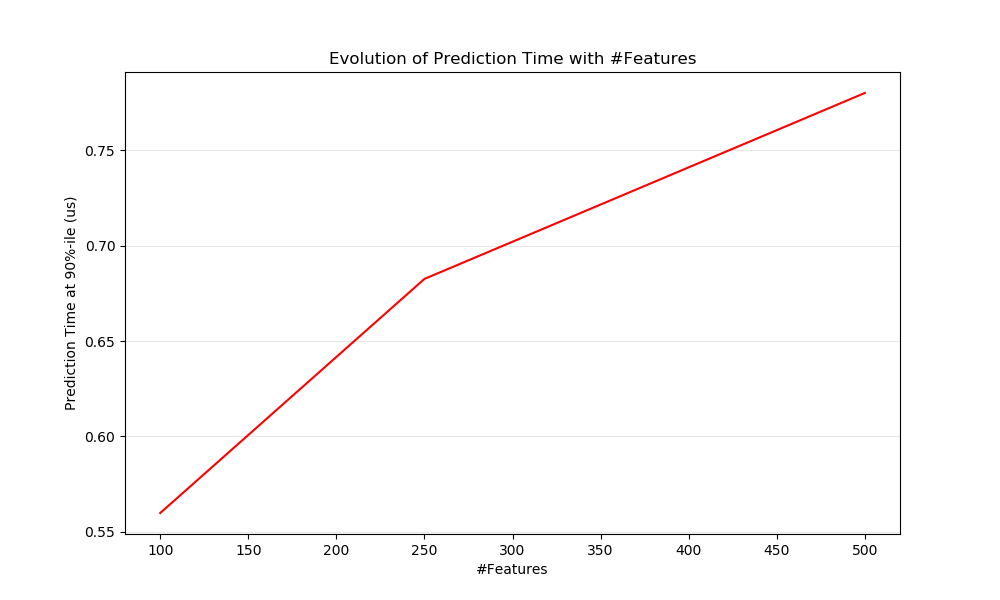 Evolution of Prediction Time with #Features
Prediction Time at 90%-ile (us)
0.75
0.70
0.65
0.60
0.55
100 150 200 250 300 350 400 450 500
#Features